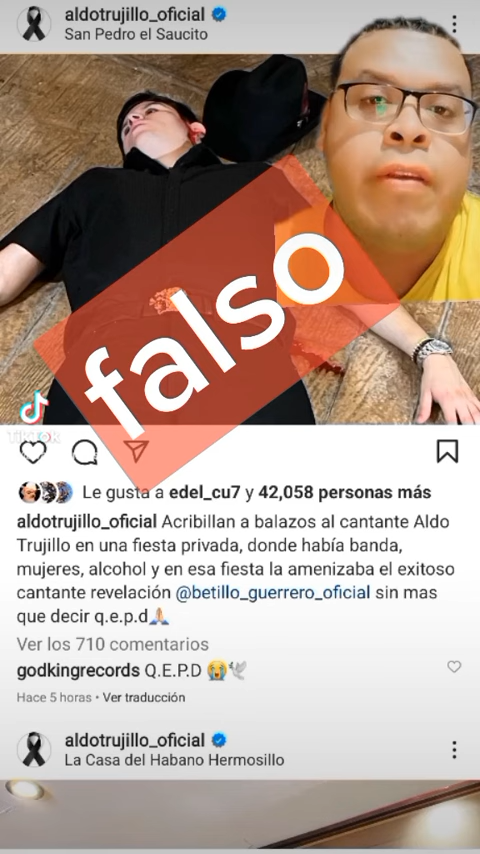 aldotrujillo_oficial
San Pedro el Saucito
falso
TikTok
Le gusta a edel_cu7 y 42,058 personas más
aldotrujillo_oficial Acribillan a balazos al cantante Aldo
Trujillo en una fiesta privada, donde había banda,
mujeres, alcohol y en esa fiesta la amenizaba el exitoso
cantante revelación @betillo_guerrero_oficial sin mas
que decir q.e.p.d🙏
Ver los 710 comentarios
godkingrecords Q.E.P.D 😭🕊
Hace 5 horas • Ver traducción
aldotrujillo_oficial
La Casa del Habano Hermosillo